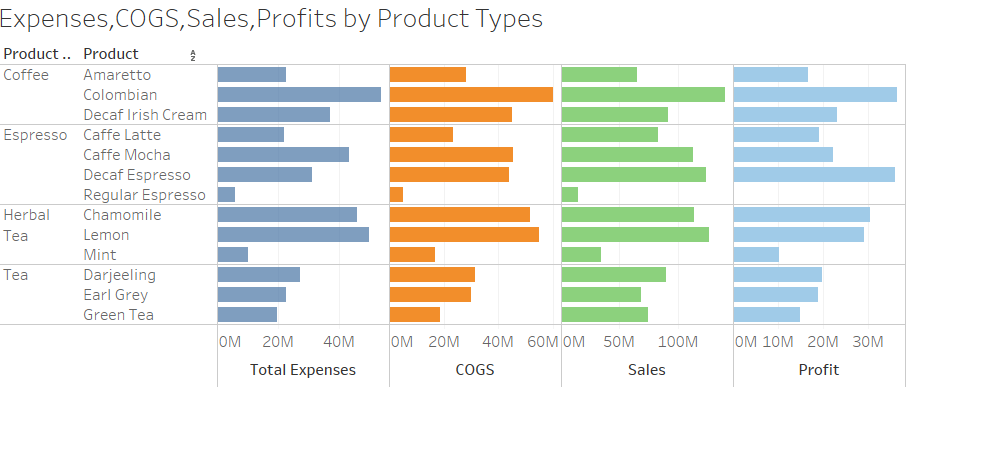 Expenses,COGS,Sales,Profits by Product Types
Product .. Product AZ
Coffee Amaretto
Colombian
Decaf Irish Cream
Espresso Caffe Latte
Caffe Mocha
Decaf Espresso
Regular Espresso
Herbal Chamomile
Tea Lemon
Mint
Tea Darjeeling
Earl Grey
Green Tea
0M 20M 40M 0M 20M 40M 60M 0M 50M 100M 0M 10M 20M 30M
Total Expenses COGS Sales Profit